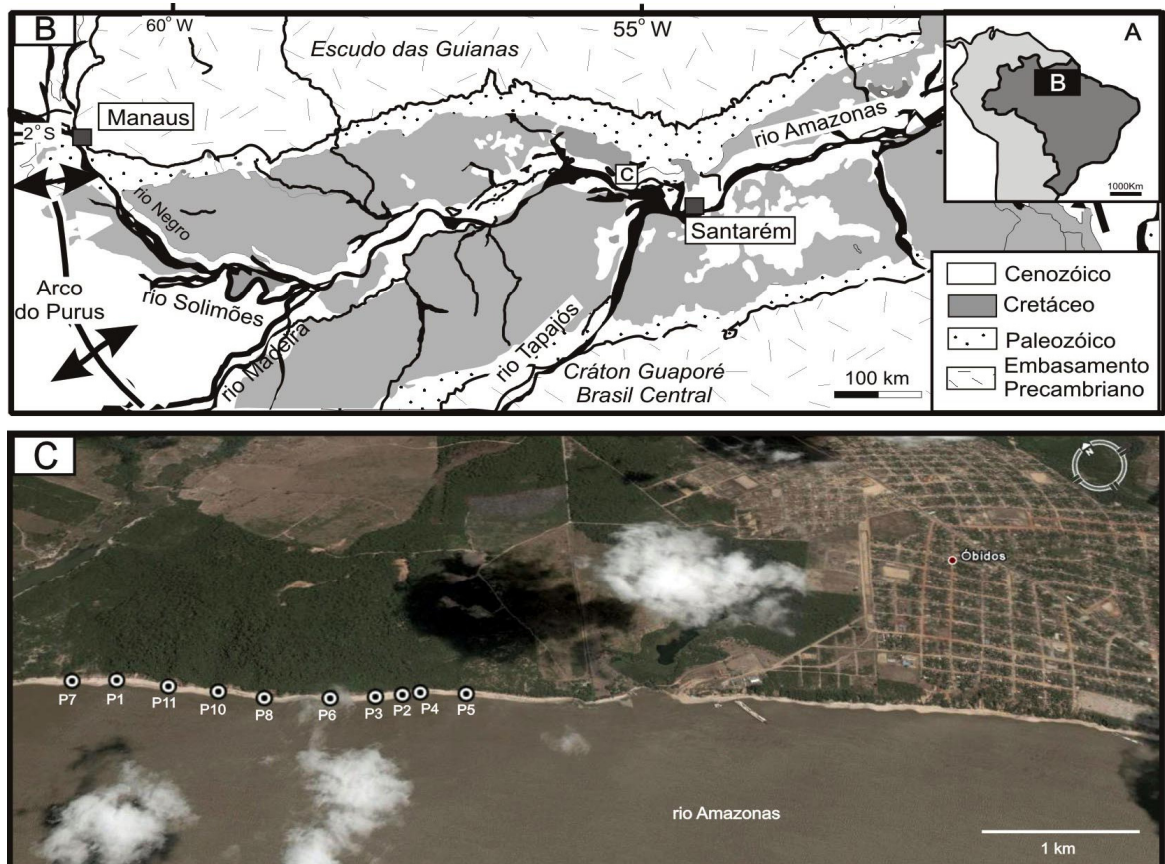 B
60° W
55° W
A
B
1000Km
Escudo das Guianas
Manaus
2° S
rio Amazonas
C
rio Negro
Santarém
Arco
do Purus
rio Solimões
rio Madeira
rio Tapajós
Cráton Guaporé
Brasil Central
100 km
Cenozóico
Cretáceo
Paleozóico
Embasamento
Precambriano
C
N
Óbidos
P7
P1
P11
P10
P8
P6
P3
P2
P4
P5
rio Amazonas
1 km